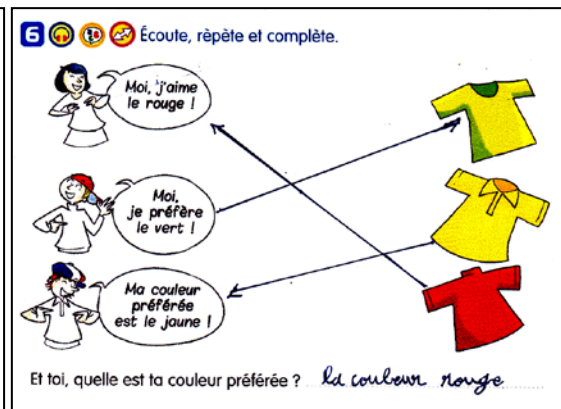 6 Écoute, rèpète et complète.
Moi, j'aime
le rouge !
Moi,
je préfère
le vert !
Ma couleur
préférée
est le jaune !
Et toi, quelle est ta couleur préférée ? la couleur rouge